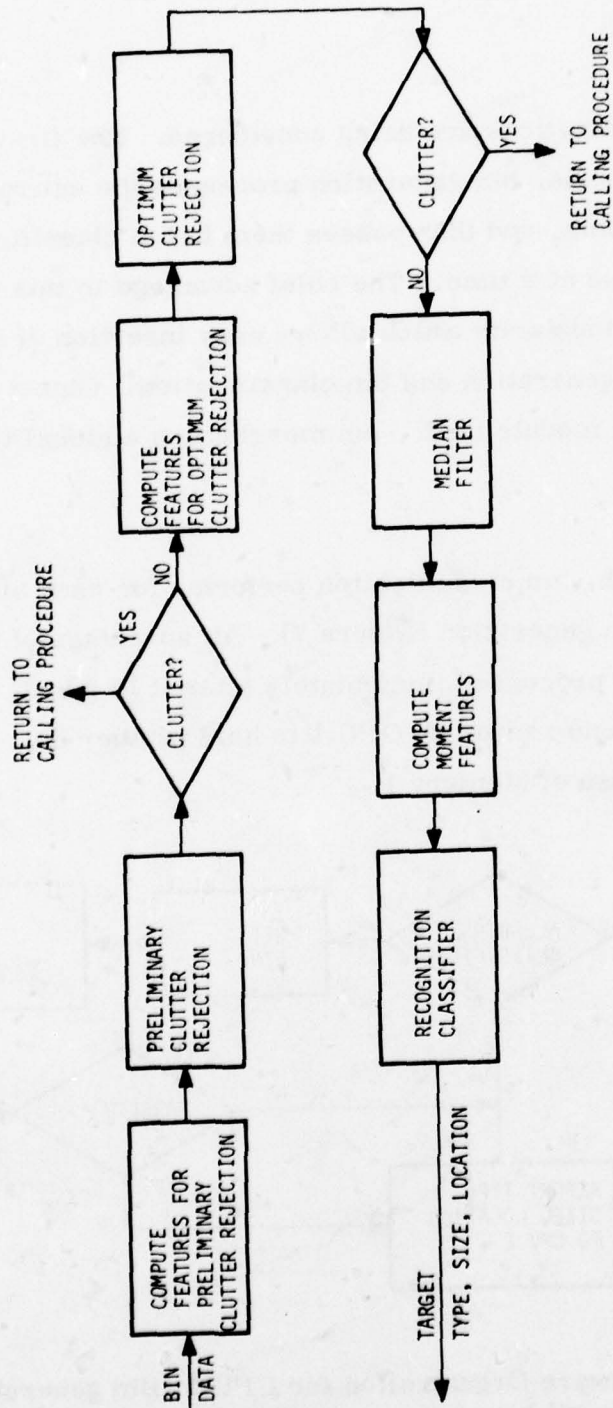 BIN
DATA
COMPUTE
FEATURES FOR
PRELIMINARY
CLUTTER REJECTION
PRELIMINARY
CLUTTER
REJECTION
CLUTTER?
YES
RETURN TO
CALLING PROCEDURE
NO
COMPUTE
FEATURES
FOR OPTIMUM
CLUTTER REJECTION
OPTIMUM
CLUTTER
REJECTION
CLUTTER?
YES
RETURN TO
CALLING PROCEDURE
NO
MEDIAN
FILTER
COMPUTE
MOMENT
FEATURES
RECOGNITION
CLASSIFIER
TARGET
TYPE, SIZE, LOCATION